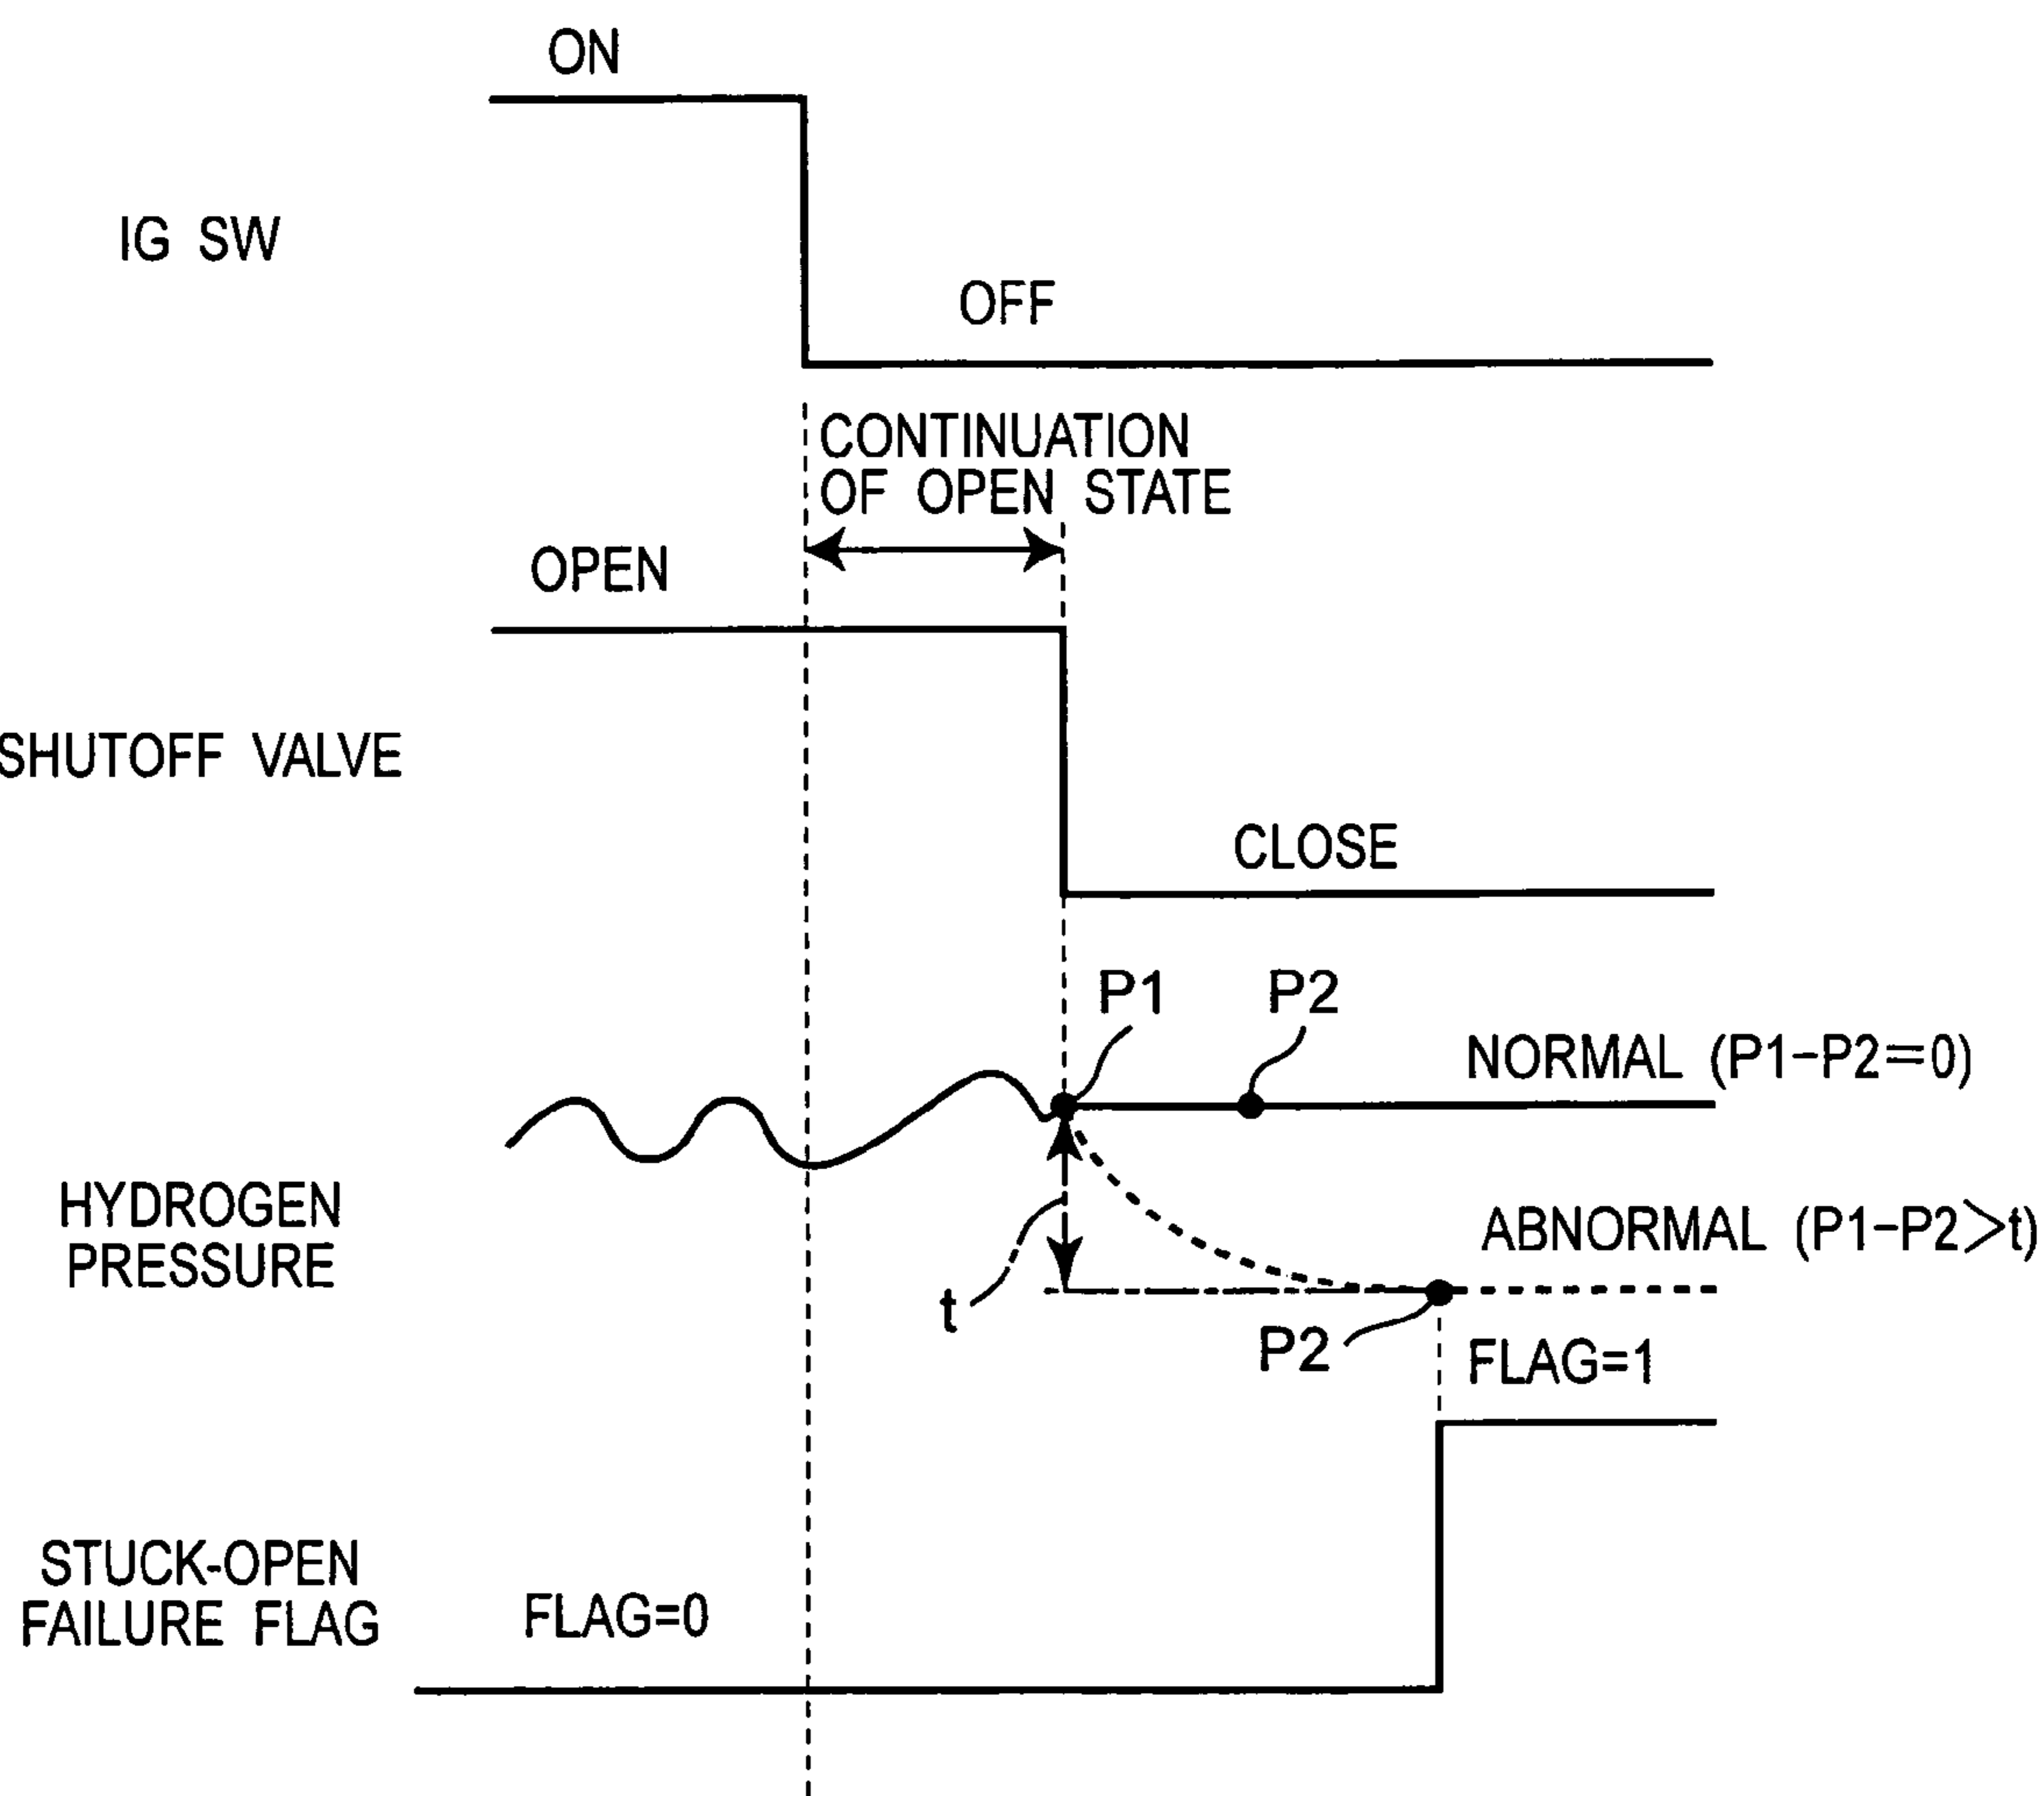 ON
IG SW
OFF
CONTINUATION
OF OPEN STATE
OPEN
SHUTOFF VALVE
CLOSE
P1
P2
NORMAL (P1-P2=0)
HYDROGEN
PRESSURE
ABNORMAL (P1-P2>t)
t
P2
FLAG=1
STUCK-OPEN
FAILURE FLAG
FLAG=0